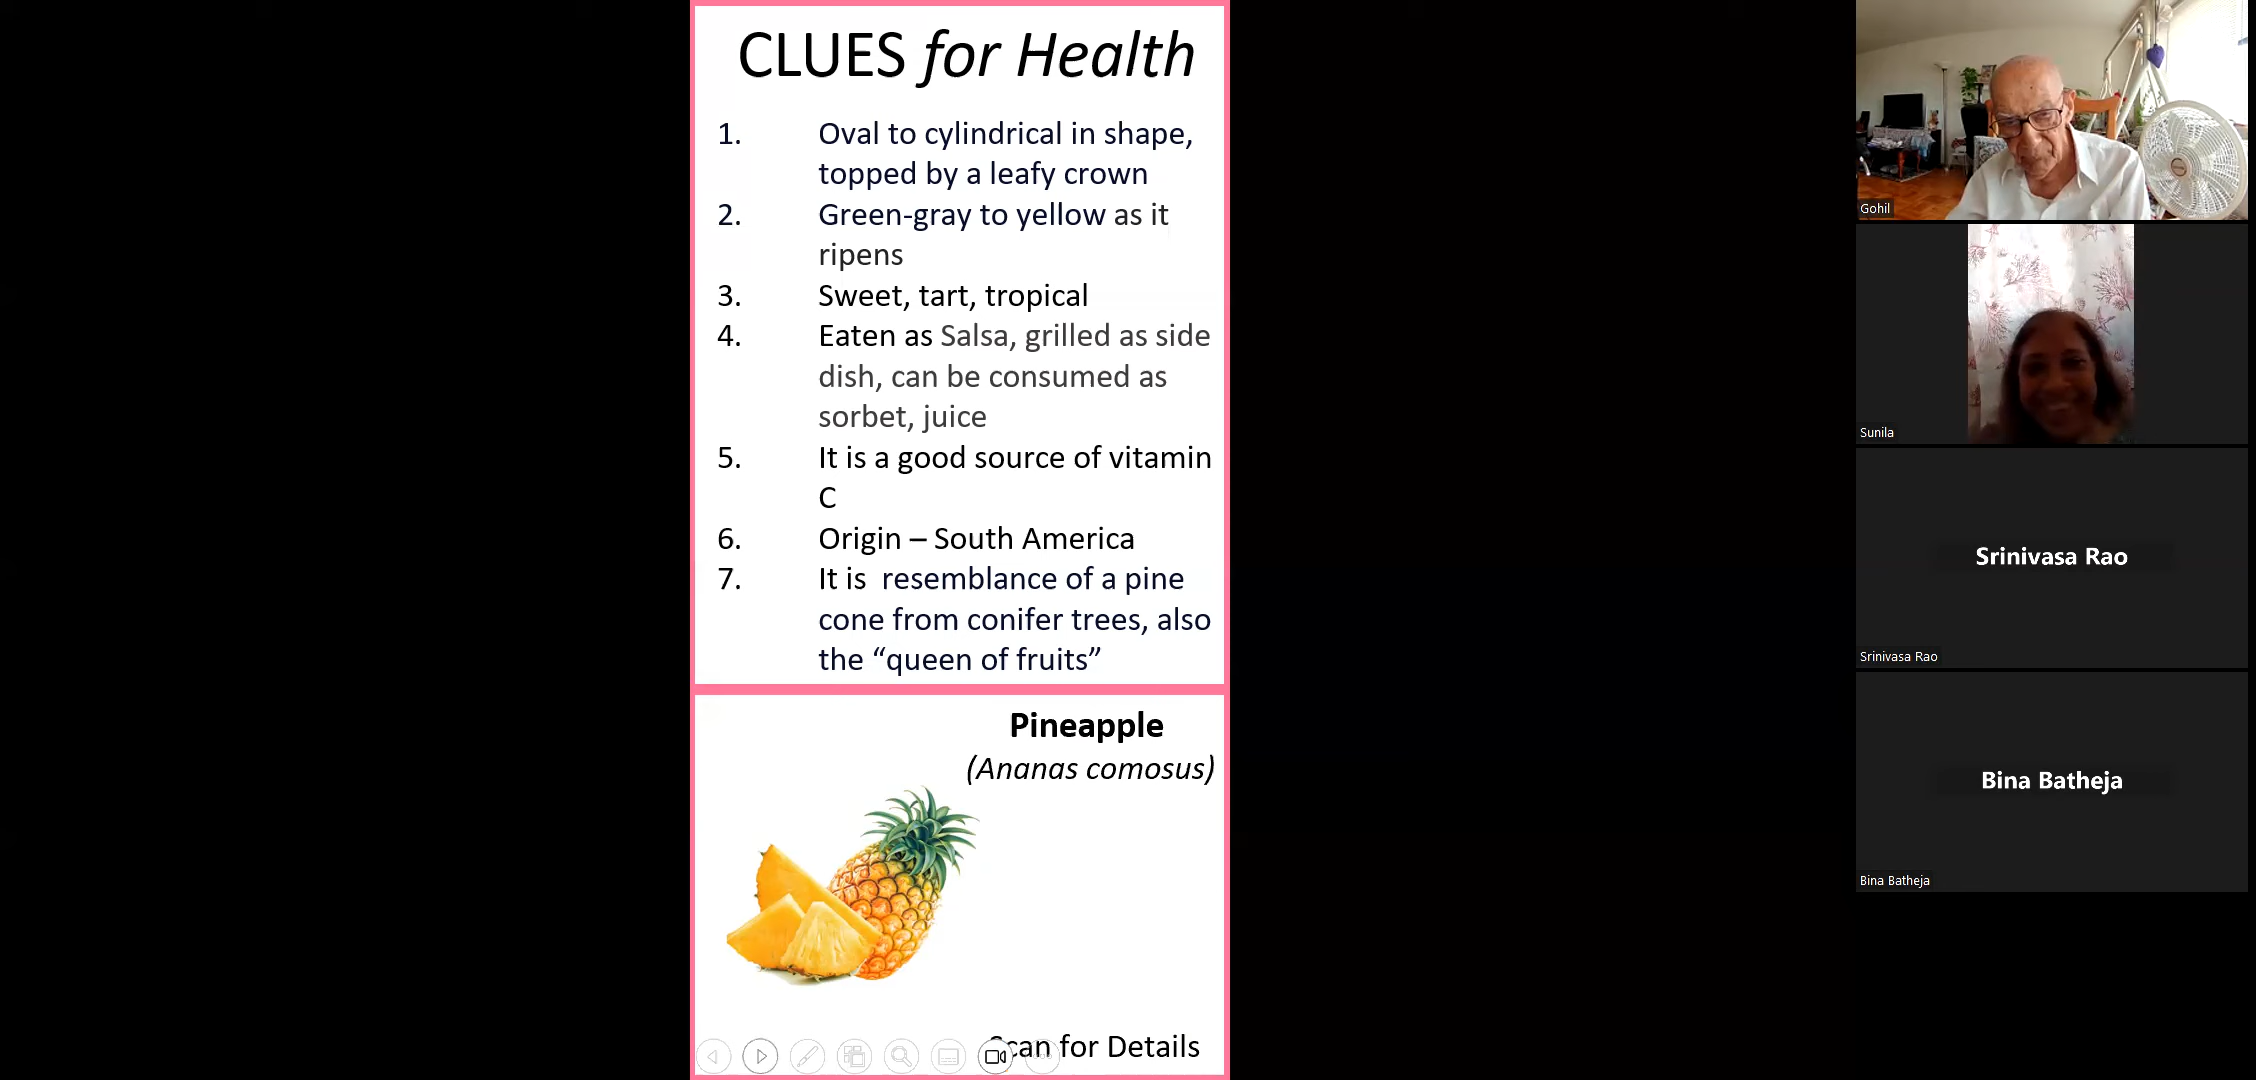 CLUES for Health
1. Oval to cylindrical in shape,
topped by a leafy crown
2. Green-gray to yellow as it
ripens
3. Sweet, tart, tropical
4. Eaten as Salsa, grilled as side
dish, can be consumed as
sorbet, juice
5. It is a good source of vitamin
C
6. Origin – South America
7. It is  resemblance of a pine
cone from conifer trees, also
the “queen of fruits”
Pineapple
(Ananas comosus)
Scan for Details
Gohil
Sunila
Srinivasa Rao
Srinivasa Rao
Bina Batheja
Bina Batheja